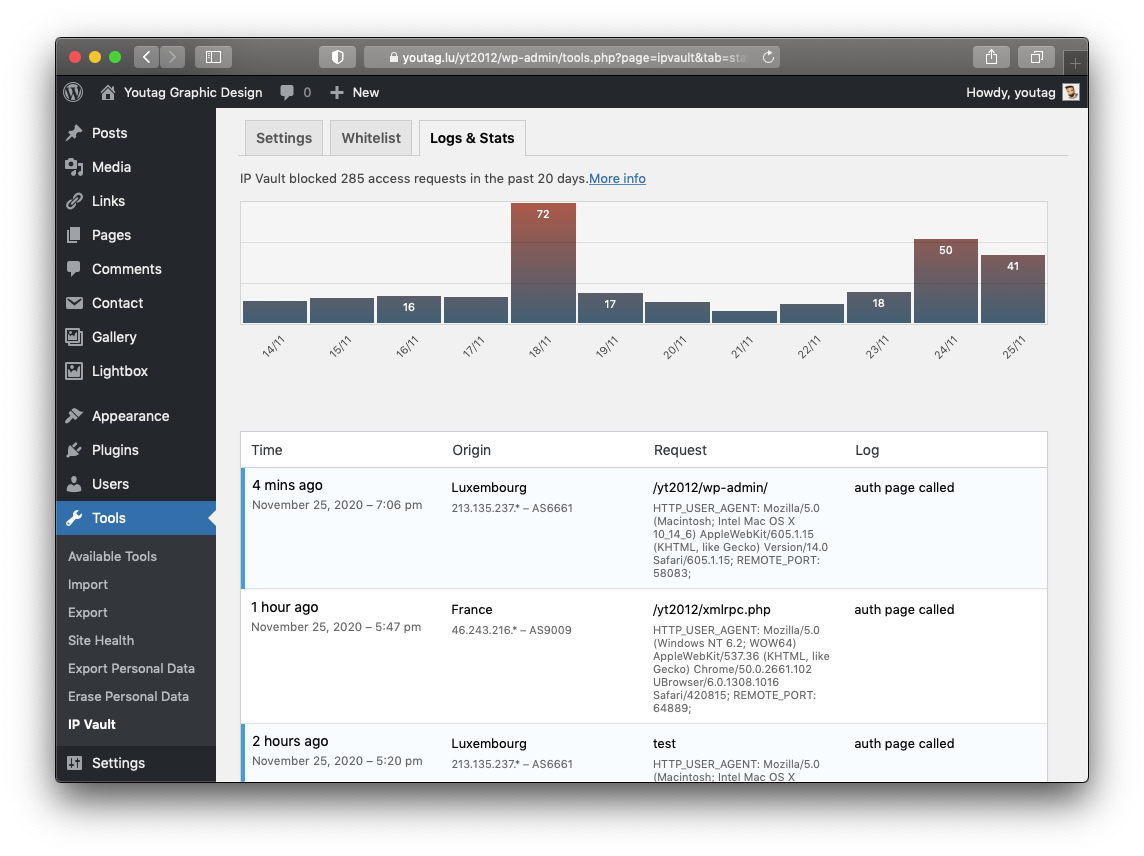 youtag.lu/yt2012/wp-admin/tools.php?page=ipvault&tab=sta
Youtag Graphic Design
0
New
Howdy, youtag
Posts
Media
Links
Pages
Comments
Contact
Gallery
Lightbox
Appearance
Plugins
Users
Tools
Available Tools
Import
Export
Site Health
Export Personal Data
Erase Personal Data
IP Vault
Settings
Settings
Whitelist
Logs & Stats
IP Vault blocked 285 access requests in the past 20 days.More info
16
72
17
18
50
41
14/11
15/11
16/11
17/11
18/11
19/11
20/11
21/11
22/11
23/11
24/11
25/11
Time
Origin
Request
Log
4 mins ago
November 25, 2020 – 7:06 pm
Luxembourg
213.135.237.* – AS6661
/yt2012/wp-admin/
HTTP_USER_AGENT: Mozilla/5.0
(Macintosh; Intel Mac OS X
10_14_6) AppleWebKit/605.1.15
(KHTML, like Gecko) Version/14.0
Safari/605.1.15; REMOTE_PORT:
58083;
auth page called
1 hour ago
November 25, 2020 – 5:47 pm
France
46.243.216.* – AS9009
/yt2012/xmlrpc.php
HTTP_USER_AGENT: Mozilla/5.0
(Windows NT 6.2; WOW64)
AppleWebKit/537.36 (KHTML, like
Gecko) Chrome/50.0.2661.102
UBrowser/6.0.1308.1016
Safari/420815; REMOTE_PORT:
64889;
auth page called
2 hours ago
November 25, 2020 – 5:20 pm
Luxembourg
213.135.237.* – AS6661
test
HTTP_USER_AGENT: Mozilla/5.0
(Macintosh; Intel Mac OS X
auth page called